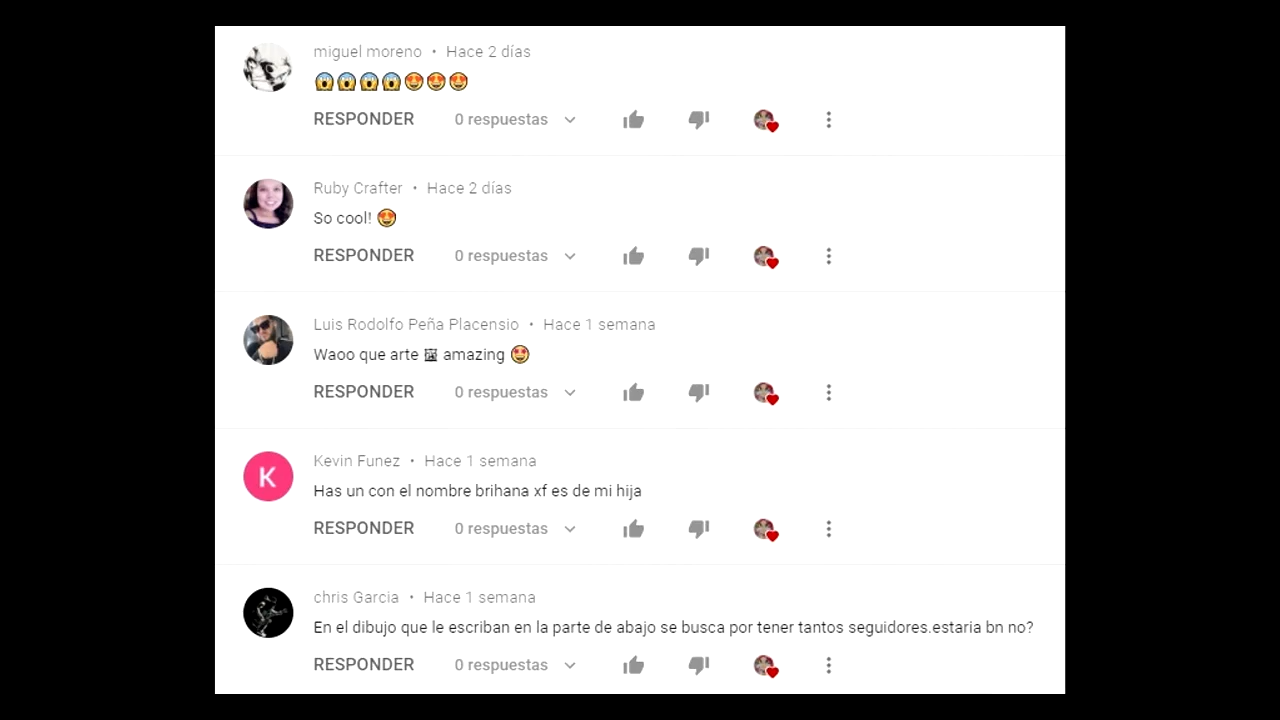 miguel moreno • Hace 2 días
😱😱😱😱🤩🤩🤩
RESPONDER 0 respuestas
Ruby Crafter • Hace 2 días
So cool! 🤩
RESPONDER 0 respuestas
Luis Rodolfo Peña Placensio • Hace 1 semana
Waoo que arte 🖼 amazing 🤩
RESPONDER 0 respuestas
K
Kevin Funez • Hace 1 semana
Has un con el nombre brihana xf es de mi hija
RESPONDER 0 respuestas
chris Garcia • Hace 1 semana
En el dibujo que le escriban en la parte de abajo se busca por tener tantos seguidores.estaria bn no?
RESPONDER 0 respuestas